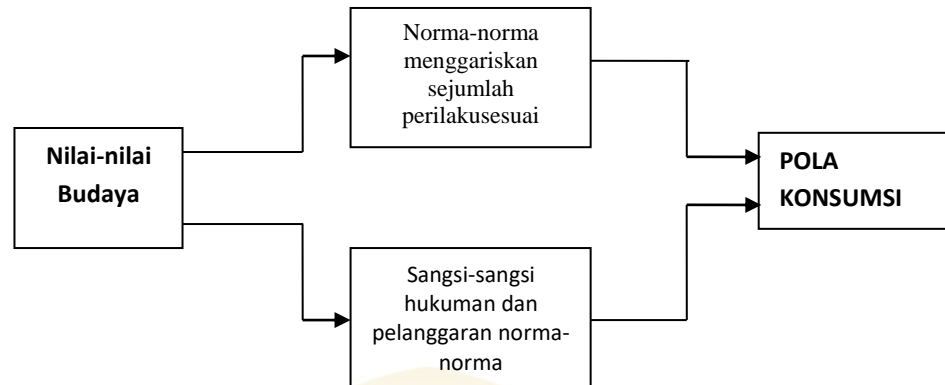 Norma-norma
menggariskan
sejumlah
perilakusesuai
Nilai-nilai
Budaya
POLA
KONSUMSI
Sangsi-sangsi
hukuman dan
pelanggaran norma-
norma